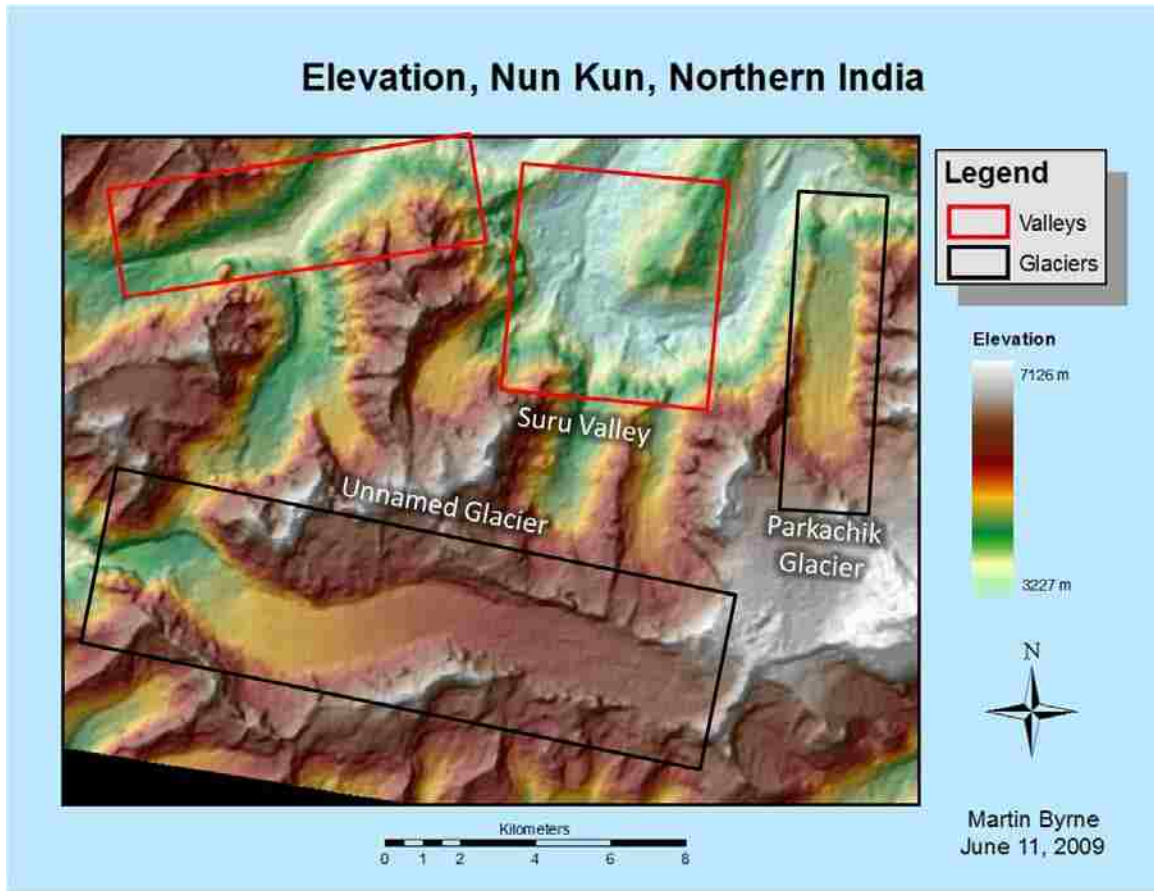 Elevation, Nun Kun, Northern India
Legend
Valleys
Glaciers
Elevation
7126 m
3227 m
Suru Valley
Unnamed Glacier
Parkachik
Glacier
N
Kilometers
0 1 2 4 6 8
Martin Byrne
June 11, 2009